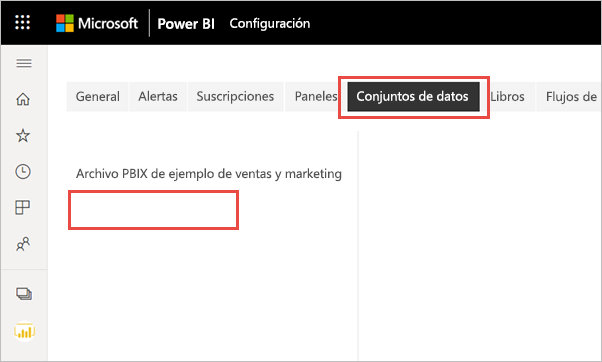 Microsoft Power BI Configuración
General Alertas Suscripciones Paneles Conjuntos de datos Libros Flujos de
Archivo PBIX de ejemplo de ventas y marketing